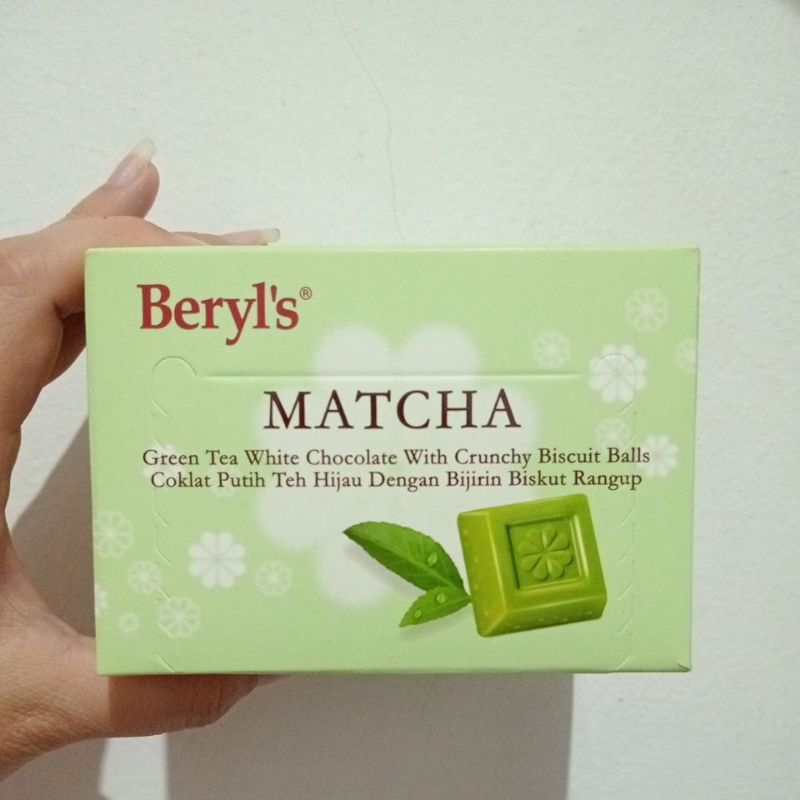 Beryl's®
MATCHA
Green Tea White Chocolate With Crunchy Biscuit Balls
Coklat Putih Teh Hijau Dengan Bijirin Biskut Rangup